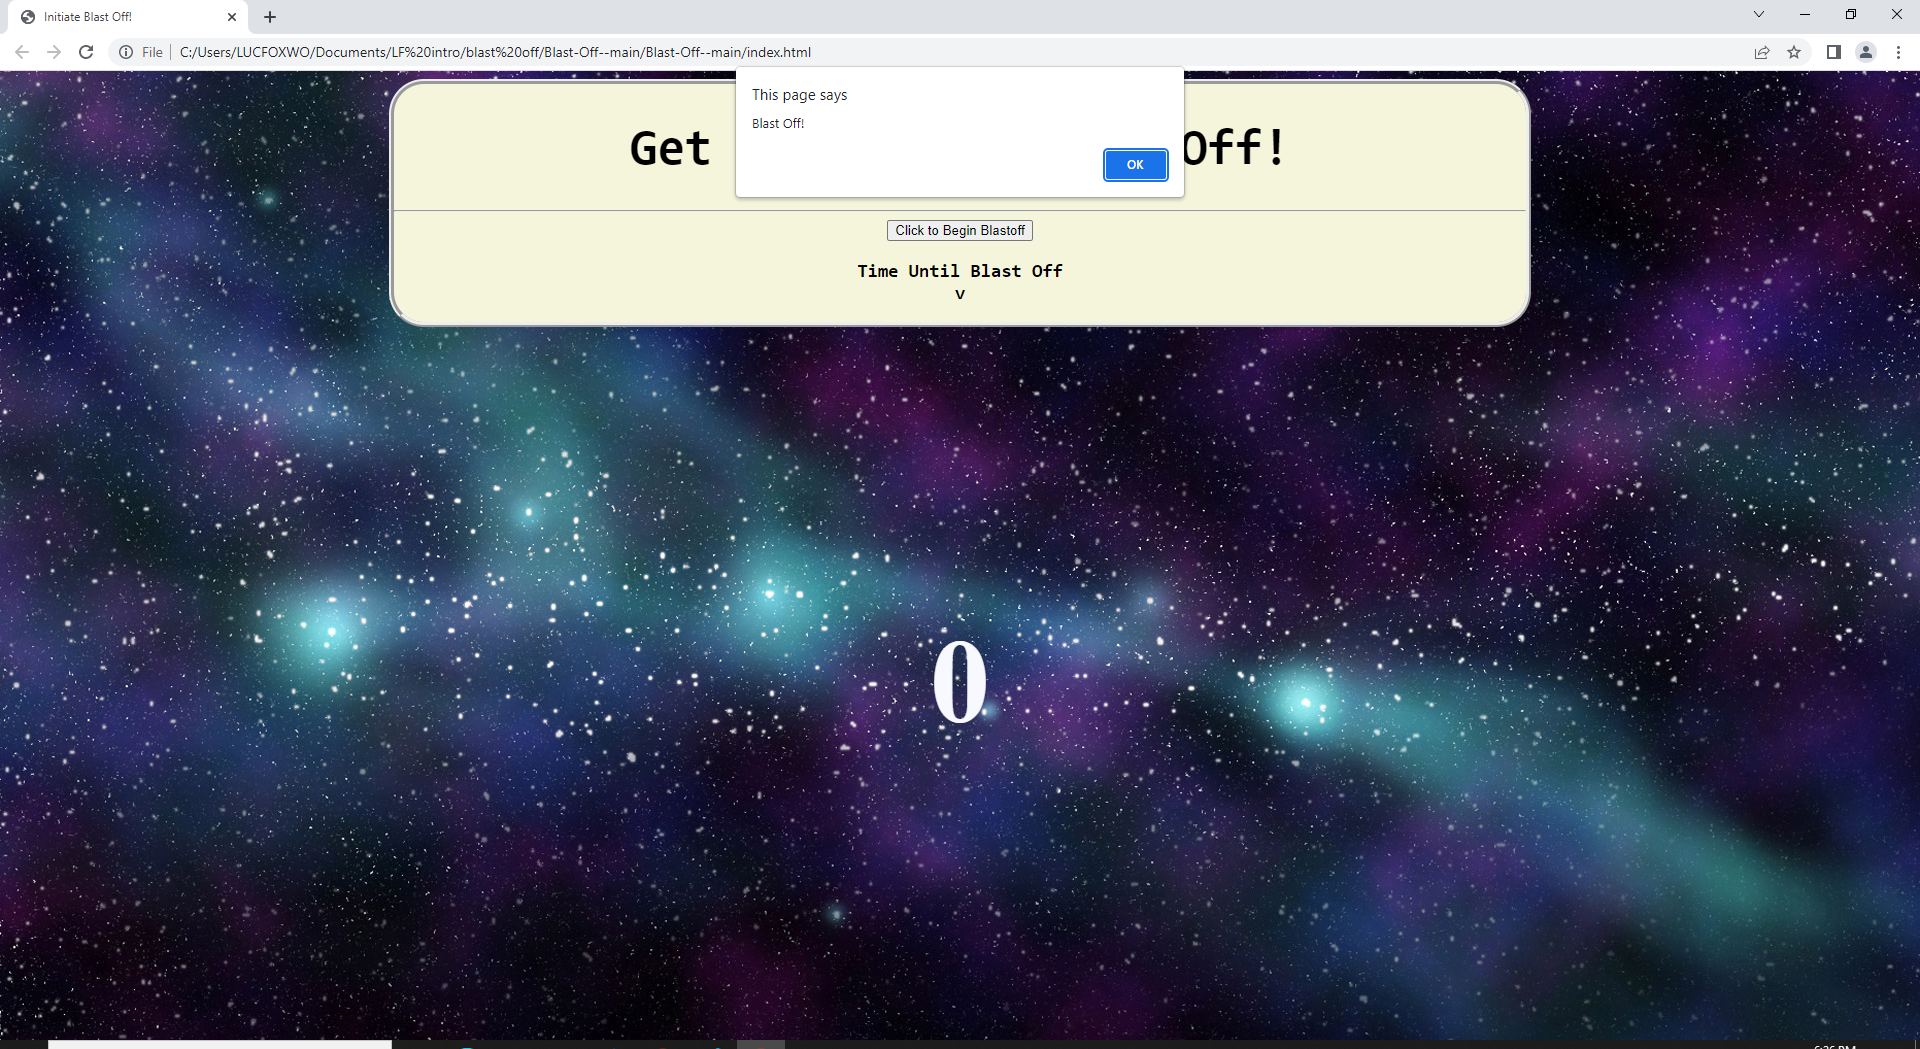 Initiate Blast Off!
File
C:/Users/LUCFOXWO/Documents/LF%20intro/blast%20off/Blast-Off--main/Blast-Off--main/index.html
This page says
Blast Off!
OK
Get Off!
Click to Begin Blastoff
Time Until Blast Off
v
0